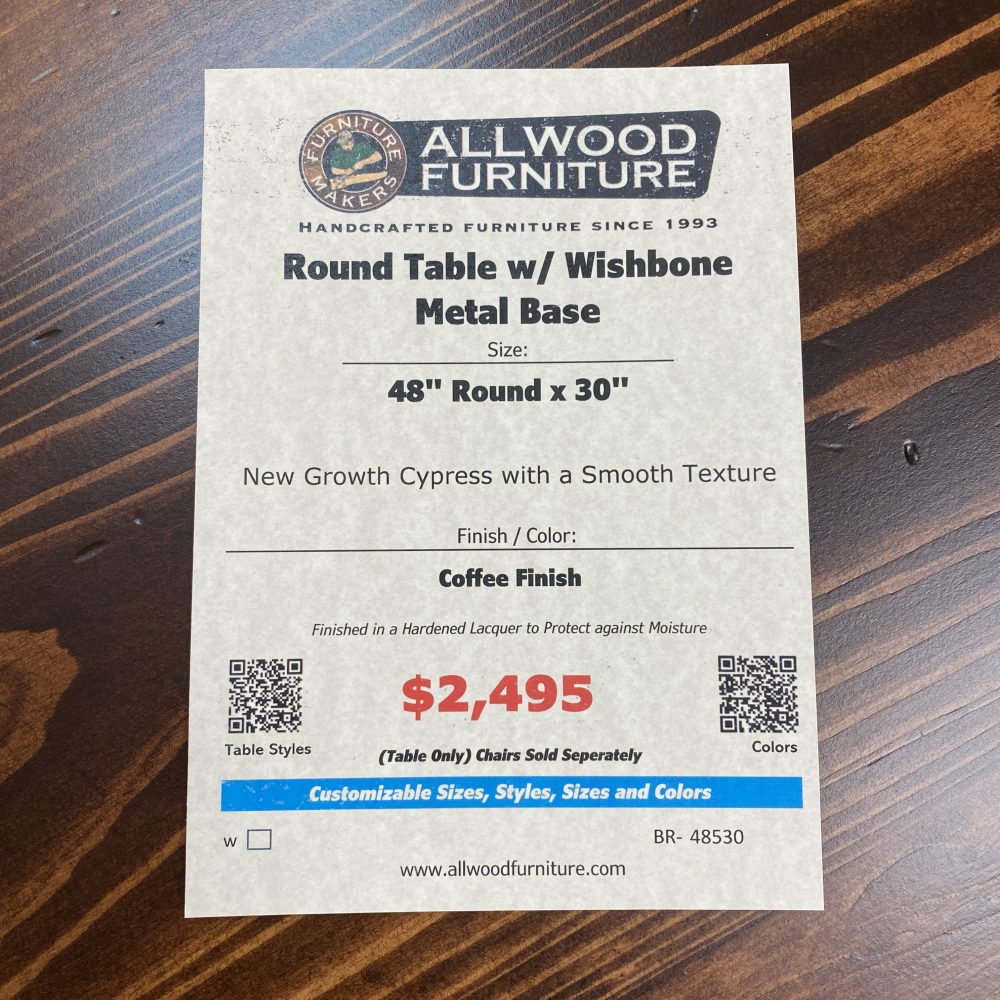 FURNITURE MAKERS
ALLWOOD
FURNITURE
HANDCRAFTED FURNITURE SINCE 1993
Round Table w/ Wishbone
Metal Base
Size:
48" Round x 30"
New Growth Cypress with a Smooth Texture
Finish / Color:
Coffee Finish
Finished in a Hardened Lacquer to Protect against Moisture
$2,495
Table Styles
Colors
(Table Only) Chairs Sold Seperately
Customizable Sizes, Styles, Sizes and Colors
w
BR- 48530
www.allwoodfurniture.com